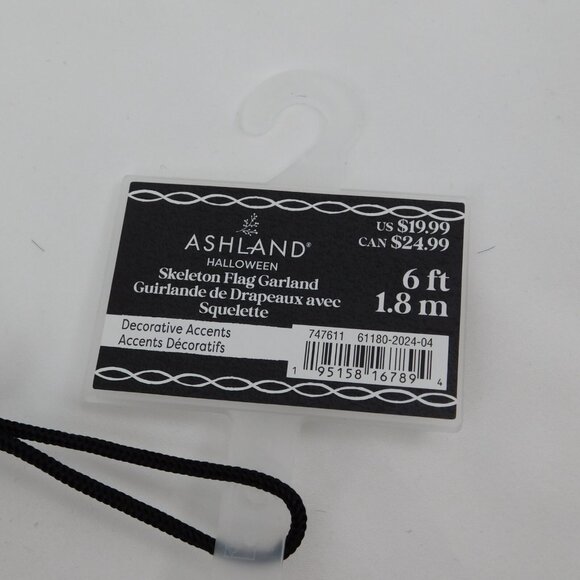 ASHLAND®
HALLOWEEN
Skeleton Flag Garland
Guirlande de Drapeaux avec
Squelette
US $19.99
CAN $24.99
6 ft
1.8 m
Decorative Accents
Accents Décoratifs
747611 61180-2024-04
1 95158 16789 4